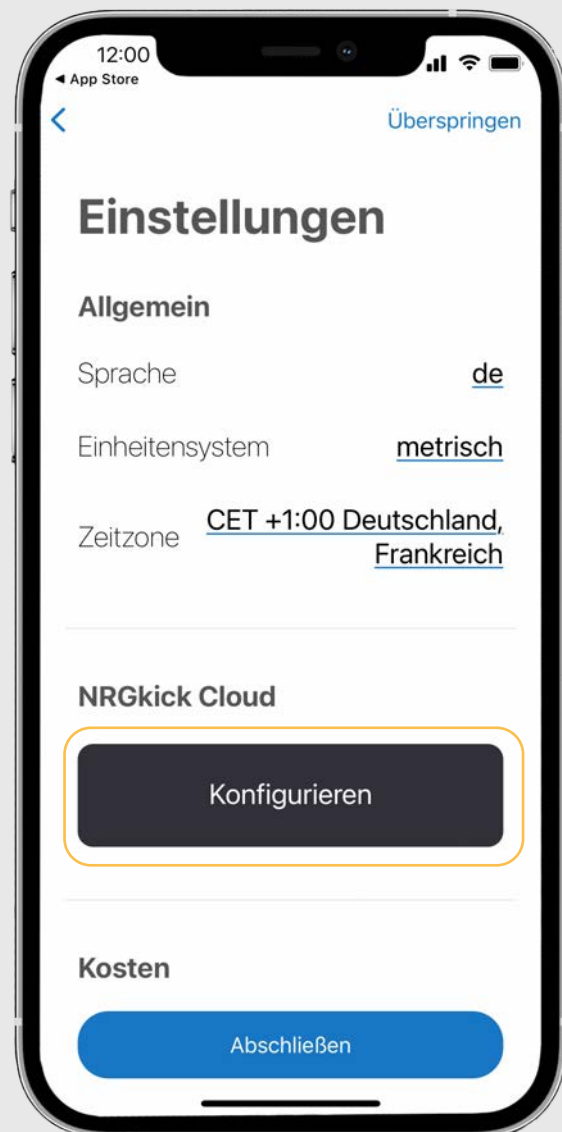 12:00
◀ App Store
Überspringen
Einstellungen
Allgemein
Sprache de
Einheitensystem metrisch
Zeitzone CET +1:00 Deutschland,
Frankreich
NRGkick Cloud
Konfigurieren
Kosten
Abschließen